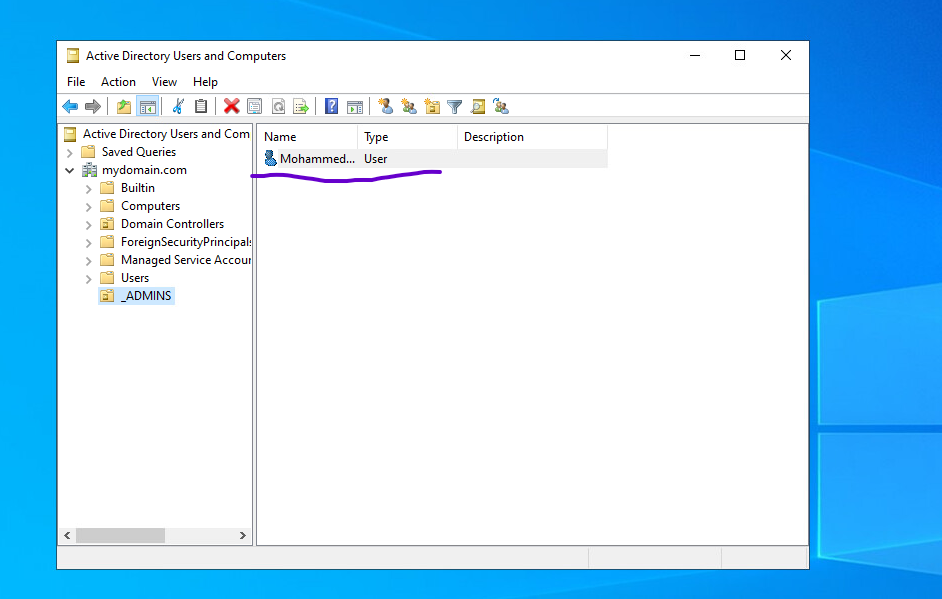 Active Directory Users and Computers
File Action View Help
Active Directory Users and Com
Saved Queries
mydomain.com
Builtin
Computers
Domain Controllers
ForeignSecurityPrincipals
Managed Service Accour
Users
_ADMINS
Name Type Description
Mohammed... User